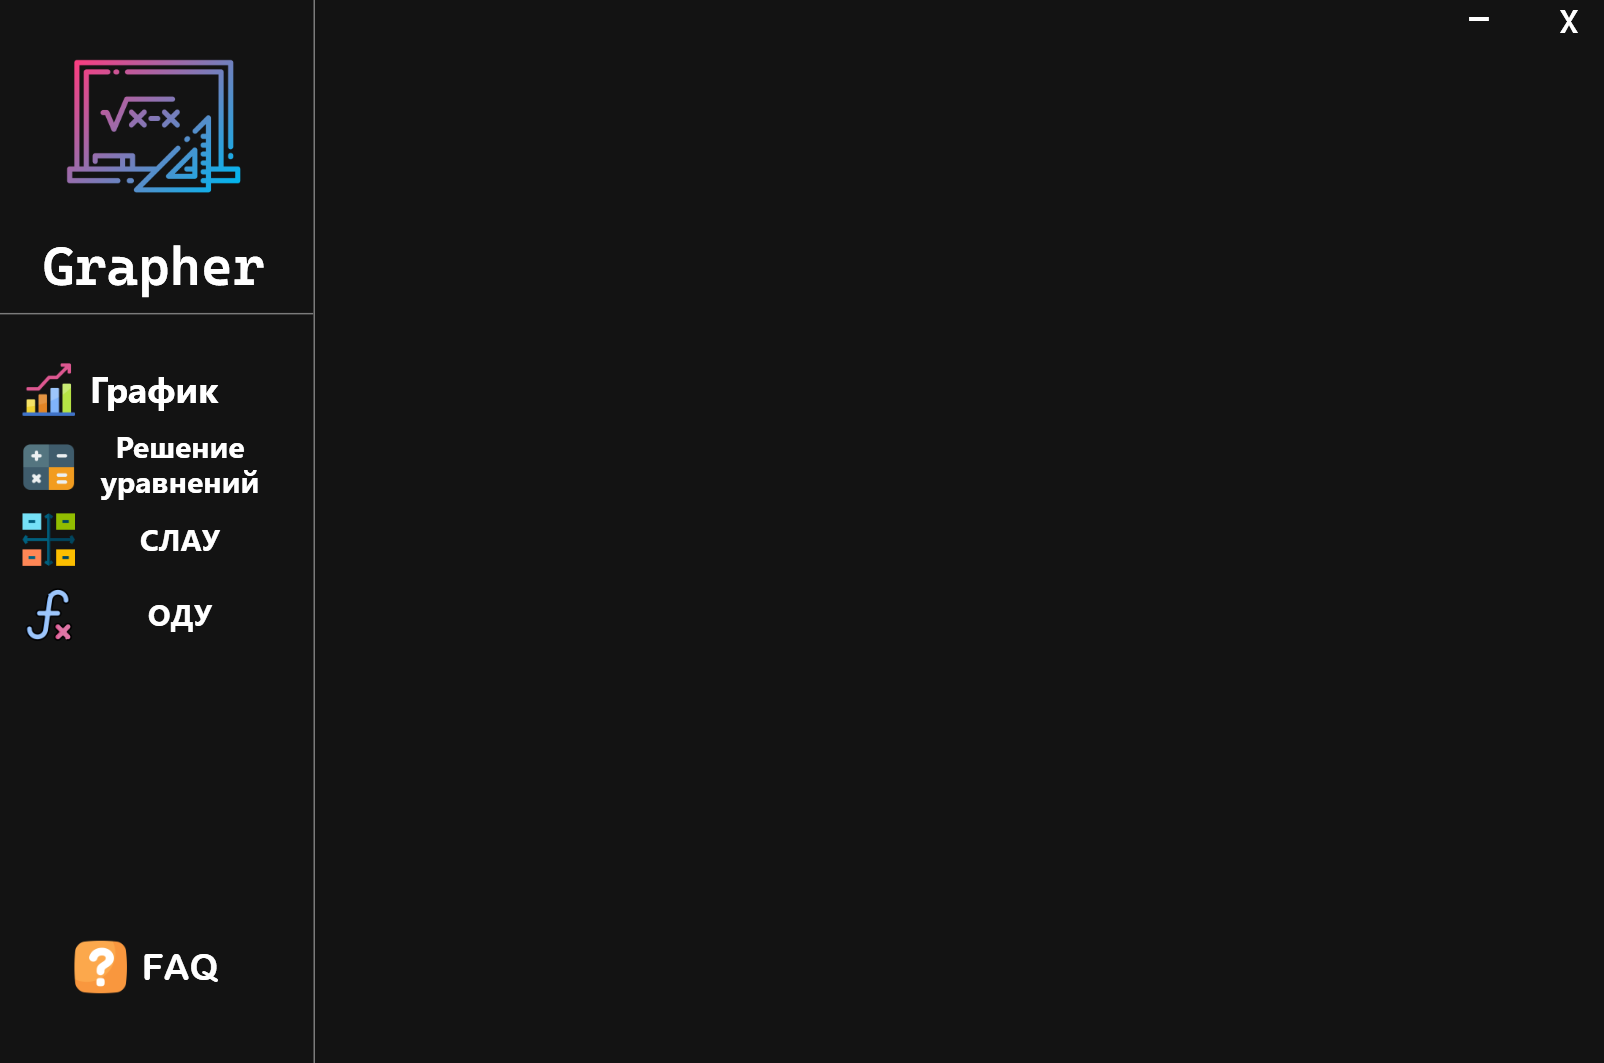 X
√x-x
Grapher
График
Решение
уравнений
СЛАУ
ОДУ
FAQ